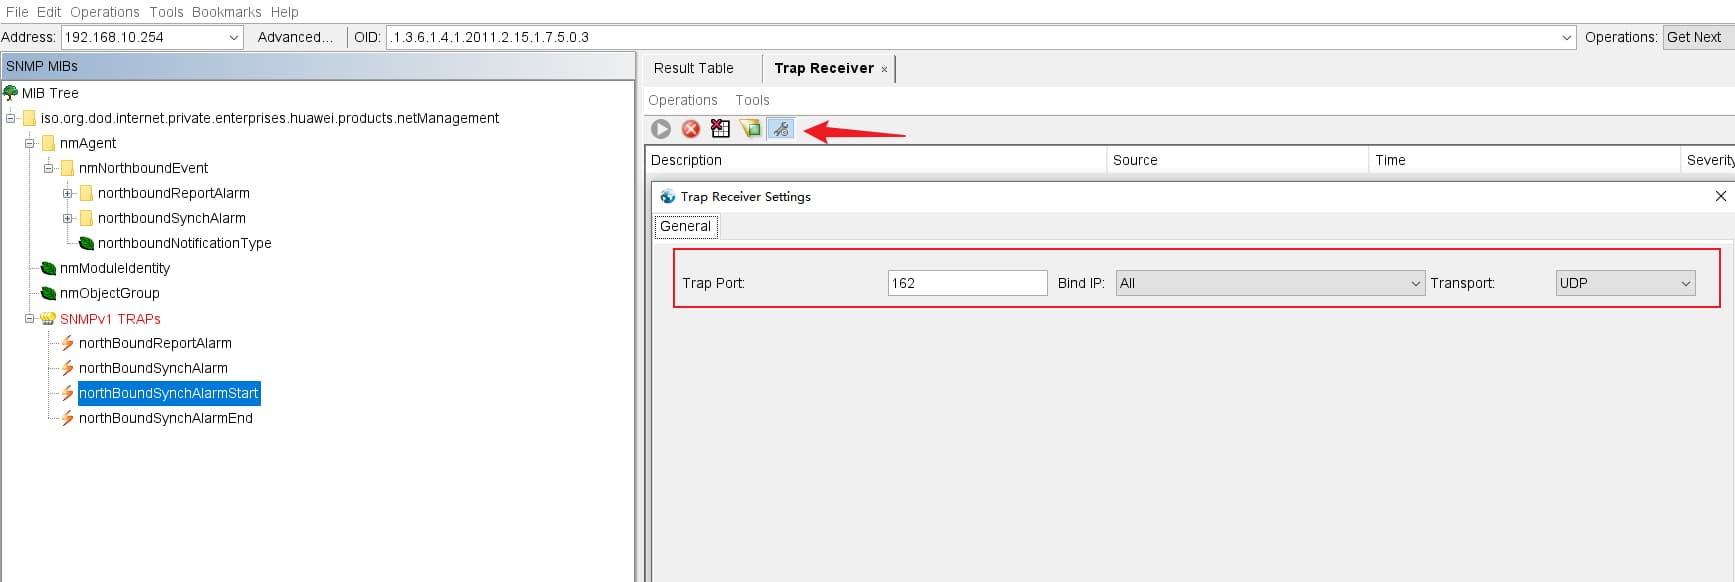 File Edit Operations Tools Bookmarks Help
Address: 192.168.10.254 Advanced... OID: .1.3.6.1.4.1.2011.2.15.1.7.5.0.3 Operations: Get Next
SNMP MIBs
MIB Tree
iso.org.dod.internet.private.enterprises.huawei.products.netManagement
nmAgent
nmNorthboundEvent
northboundReportAlarm
northboundSynchAlarm
northboundNotificationType
nmModuleIdentity
nmObjectGroup
SNMPv1 TRAPs
northBoundReportAlarm
northBoundSynchAlarm
northBoundSynchAlarmStart
northBoundSynchAlarmEnd
Result Table Trap Receiver ×
Operations Tools
Description Source Time Severity
Trap Receiver Settings
General
Trap Port: 162 Bind IP: All Transport: UDP